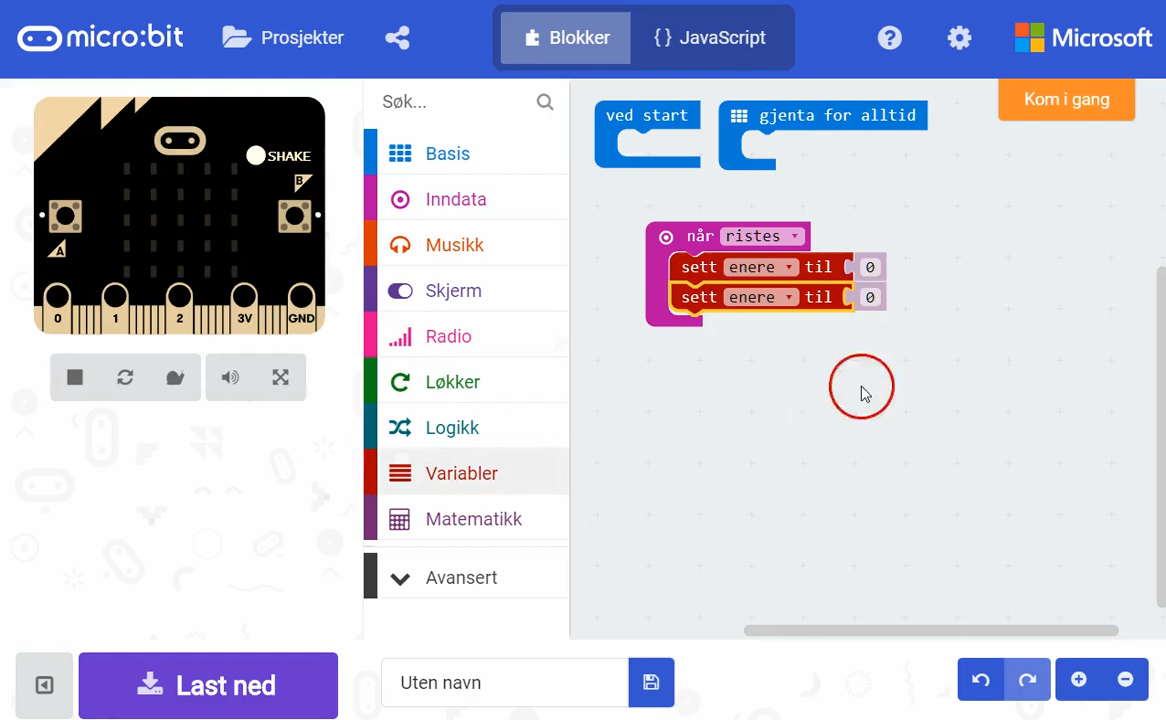 micro:bit
Prosjekter
Blokker
{ } JavaScript
Microsoft
SHAKE
B
A
0 1 2 3V GND
Søk...
Basis
Inndata
Musikk
Skjerm
Radio
Løkker
Logikk
Variabler
Matematikk
Avansert
Kom i gang
ved start
gjenta for alltid
når ristes
sett enere til 0
sett enere til 0
Last ned
Uten navn